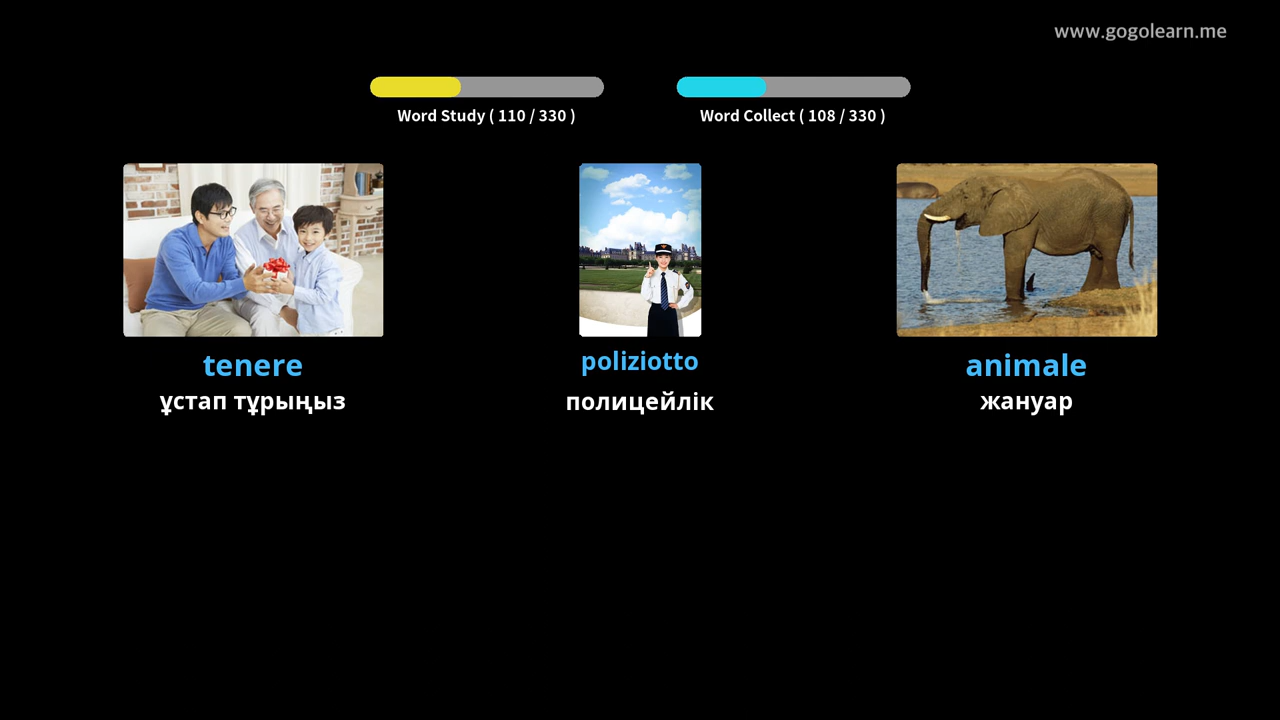 www.gogolearn.me
Word Study ( 110 / 330 )
Word Collect ( 108 / 330 )
tenere
ұстап тұрыңыз
poliziotto
полицейлік
animale
жануар